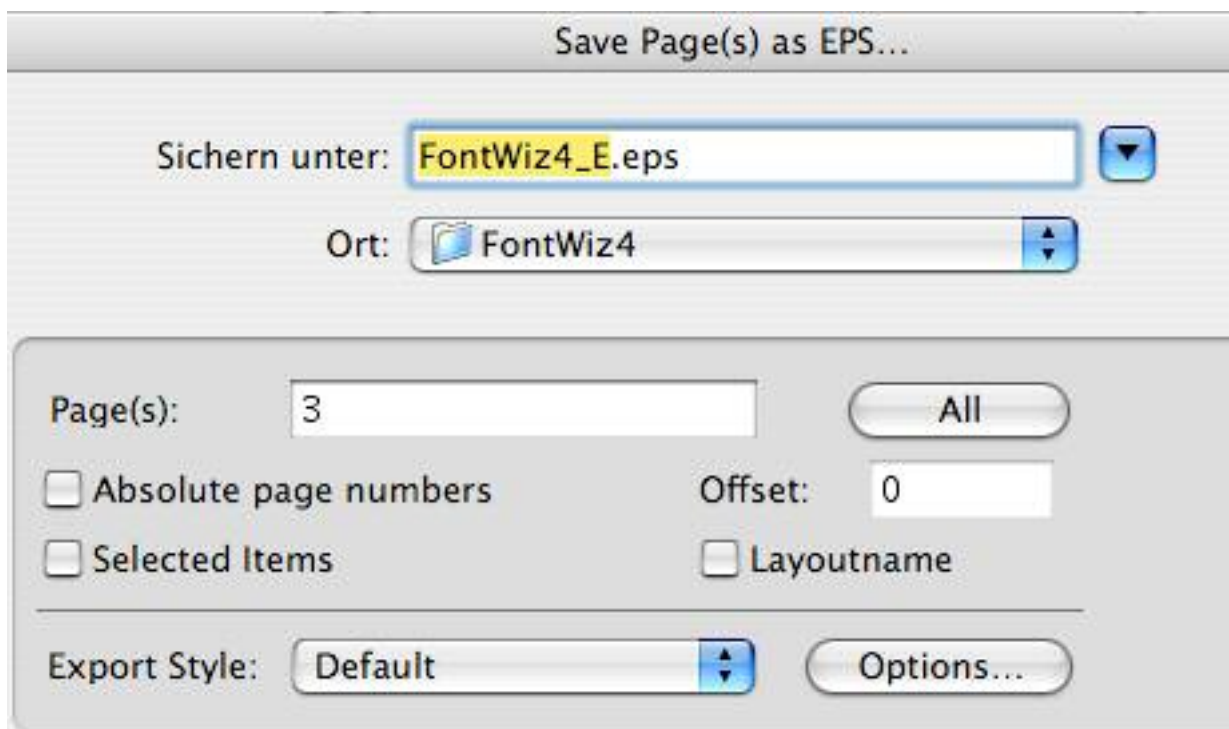 Save Page(s) as EPS...
Sichern unter: FontWiz4_E.eps
Ort: FontWiz4
Page(s): 3 All
Absolute page numbers Offset: 0
Selected Items Layoutname
Export Style: Default Options...